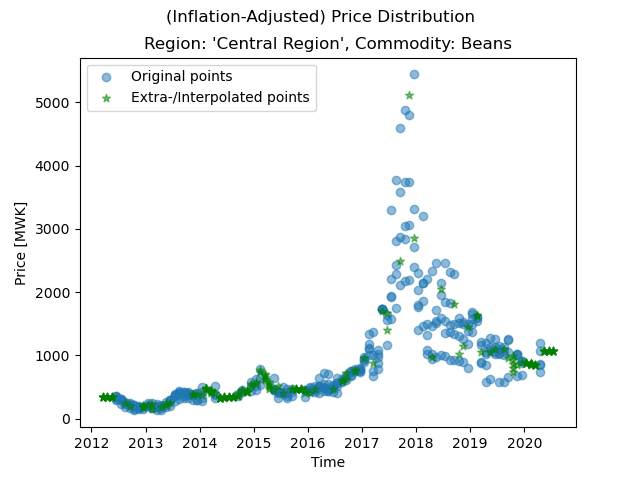 (Inflation-Adjusted) Price Distribution
Region: 'Central Region', Commodity: Beans
Original points
Extra-/Interpolated points
Price [MWK]
5000
4000
3000
2000
1000
0
2012 2013 2014 2015 2016 2017 2018 2019 2020
Time